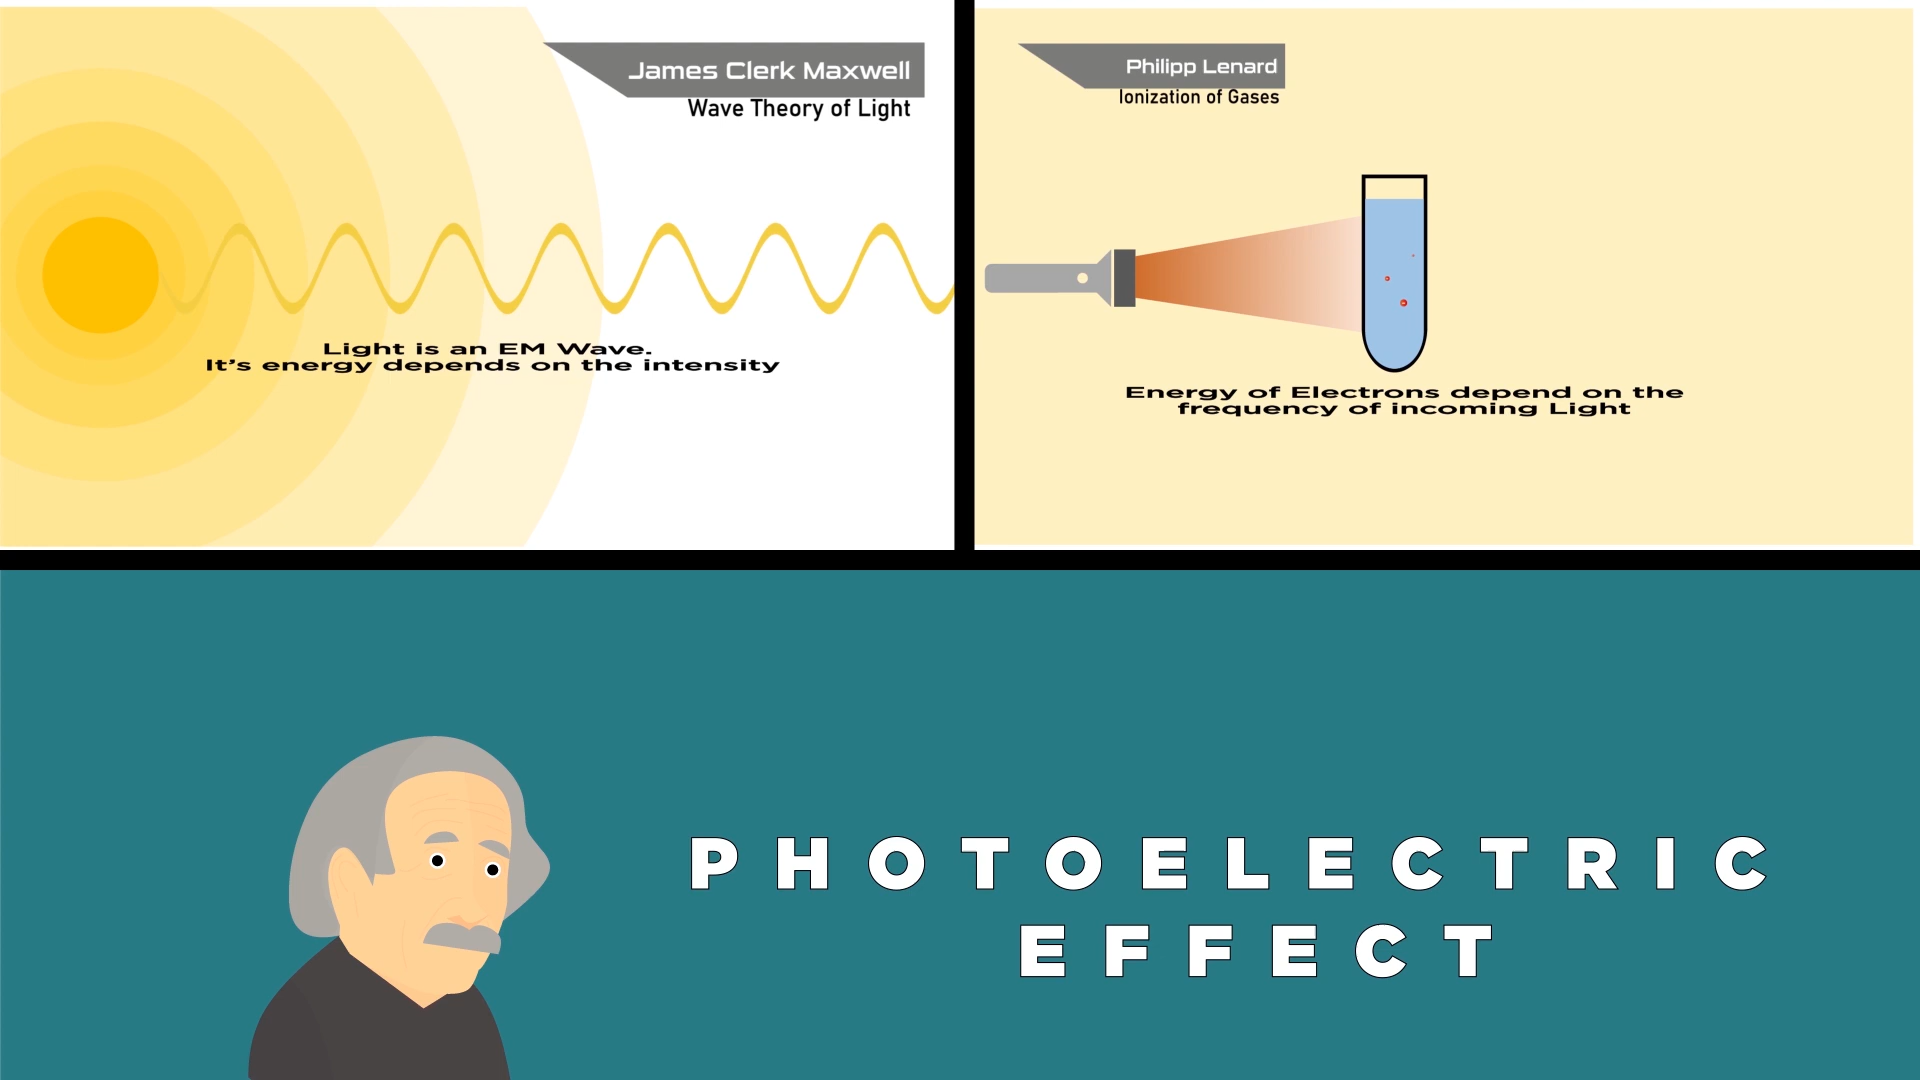 James Clerk Maxwell
Wave Theory of Light
Light is an EM Wave.
It's energy depends on the intensity
Philipp Lenard
Ionization of Gases
Energy of Electrons depend on the
frequency of incoming Light
PHOTOELECTRIC
EFFECT